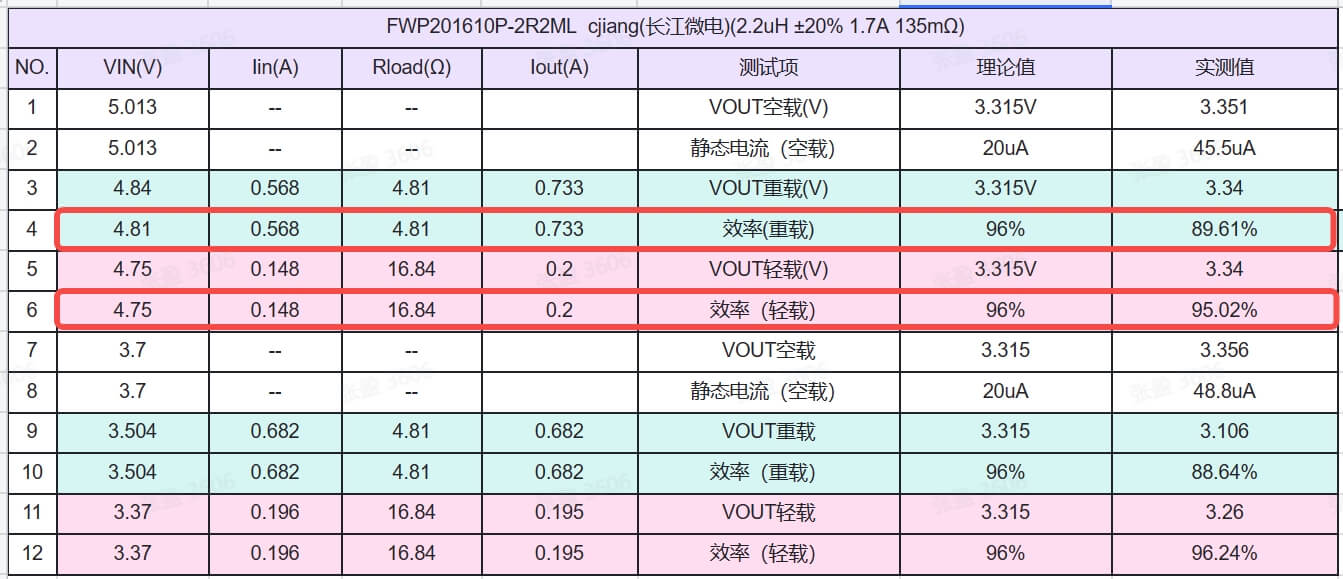 FWP201610P-2R2ML cjiang(长江微电)(2.2uH ±20% 1.7A 135mΩ)
NO. VIN(V) Iin(A) Rload(Ω) Iout(A) 测试项 理论值 实测值
1 5.013 -- -- VOUT空载(V) 3.315V 3.351
2 5.013 -- -- 静态电流（空载） 20uA 45.5uA
3 4.84 0.568 4.81 0.733 VOUT重载(V) 3.315V 3.34
4 4.81 0.568 4.81 0.733 效率(重载) 96% 89.61%
5 4.75 0.148 16.84 0.2 VOUT轻载(V) 3.315V 3.34
6 4.75 0.148 16.84 0.2 效率（轻载) 96% 95.02%
7 3.7 -- -- VOUT空载 3.315 3.356
8 3.7 -- -- 静态电流（空载） 20uA 48.8uA
9 3.504 0.682 4.81 0.682 VOUT重载 3.315 3.106
10 3.504 0.682 4.81 0.682 效率（重载） 96% 88.64%
11 3.37 0.196 16.84 0.195 VOUT轻载 3.315 3.26
12 3.37 0.196 16.84 0.195 效率（轻载） 96% 96.24%